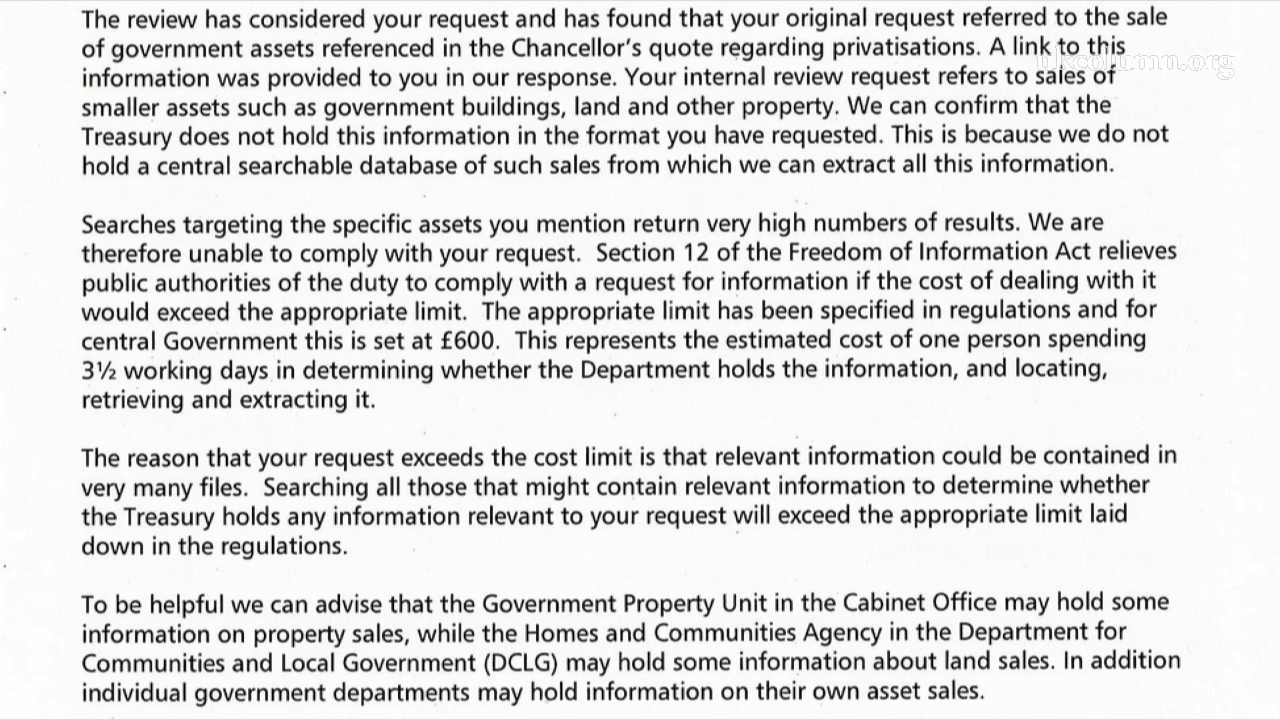 The review has considered your request and has found that your original request referred to the sale
of government assets referenced in the Chancellor's quote regarding privatisations. A link to this
ukcolumn.org
information was provided to you in our response. Your internal review request refers to sales of
smaller assets such as government buildings, land and other property. We can confirm that the
Treasury does not hold this information in the format you have requested. This is because we do not
hold a central searchable database of such sales from which we can extract all this information.
Searches targeting the specific assets you mention return very high numbers of results. We are
therefore unable to comply with your request.  Section 12 of the Freedom of Information Act relieves
public authorities of the duty to comply with a request for information if the cost of dealing with it
would exceed the appropriate limit.  The appropriate limit has been specified in regulations and for
central Government this is set at £600.  This represents the estimated cost of one person spending
3½ working days in determining whether the Department holds the information, and locating,
retrieving and extracting it.
The reason that your request exceeds the cost limit is that relevant information could be contained in
very many files.  Searching all those that might contain relevant information to determine whether
the Treasury holds any information relevant to your request will exceed the appropriate limit laid
down in the regulations.
To be helpful we can advise that the Government Property Unit in the Cabinet Office may hold some
information on property sales, while the Homes and Communities Agency in the Department for
Communities and Local Government (DCLG) may hold some information about land sales. In addition
individual government departments may hold information on their own asset sales.